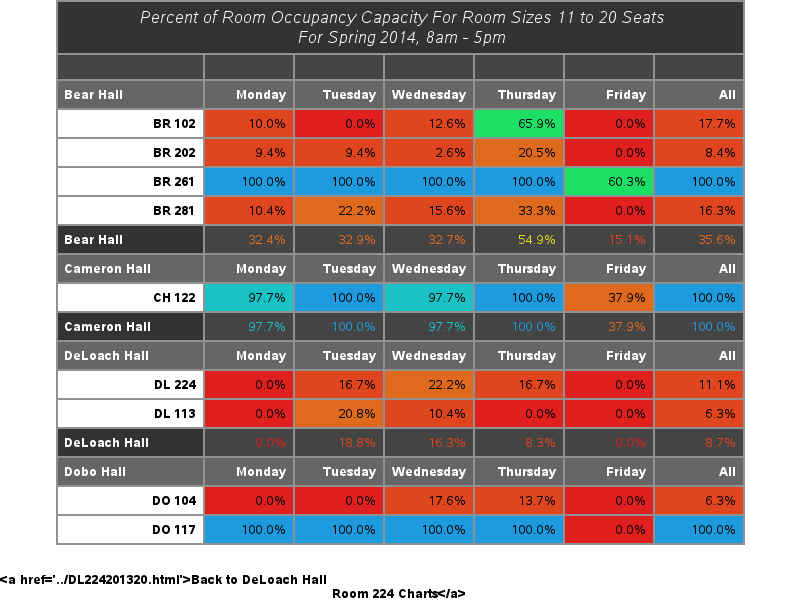 Percent of Room Occupancy Capacity For Room Sizes 11 to 20 Seats
For Spring 2014, 8am - 5pm
Bear Hall Monday Tuesday Wednesday Thursday Friday All
BR 102 10.0% 0.0% 12.6% 65.9% 0.0% 17.7%
BR 202 9.4% 9.4% 2.6% 20.5% 0.0% 8.4%
BR 261 100.0% 100.0% 100.0% 100.0% 60.3% 100.0%
BR 281 10.4% 22.2% 15.6% 33.3% 0.0% 16.3%
Bear Hall 32.4% 32.9% 32.7% 54.9% 15.1% 35.6%
Cameron Hall Monday Tuesday Wednesday Thursday Friday All
CH 122 97.7% 100.0% 97.7% 100.0% 37.9% 100.0%
Cameron Hall 97.7% 100.0% 97.7% 100.0% 37.9% 100.0%
DeLoach Hall Monday Tuesday Wednesday Thursday Friday All
DL 224 0.0% 16.7% 22.2% 16.7% 0.0% 11.1%
DL 113 0.0% 20.8% 10.4% 0.0% 0.0% 6.3%
DeLoach Hall 0.0% 18.8% 16.3% 8.3% 0.0% 8.7%
Dobo Hall Monday Tuesday Wednesday Thursday Friday All
DO 104 0.0% 0.0% 17.6% 13.7% 0.0% 6.3%
DO 117 100.0% 100.0% 100.0% 100.0% 0.0% 100.0%
<a href='../DL224201320.html'>Back to DeLoach Hall
Room 224 Charts</a>